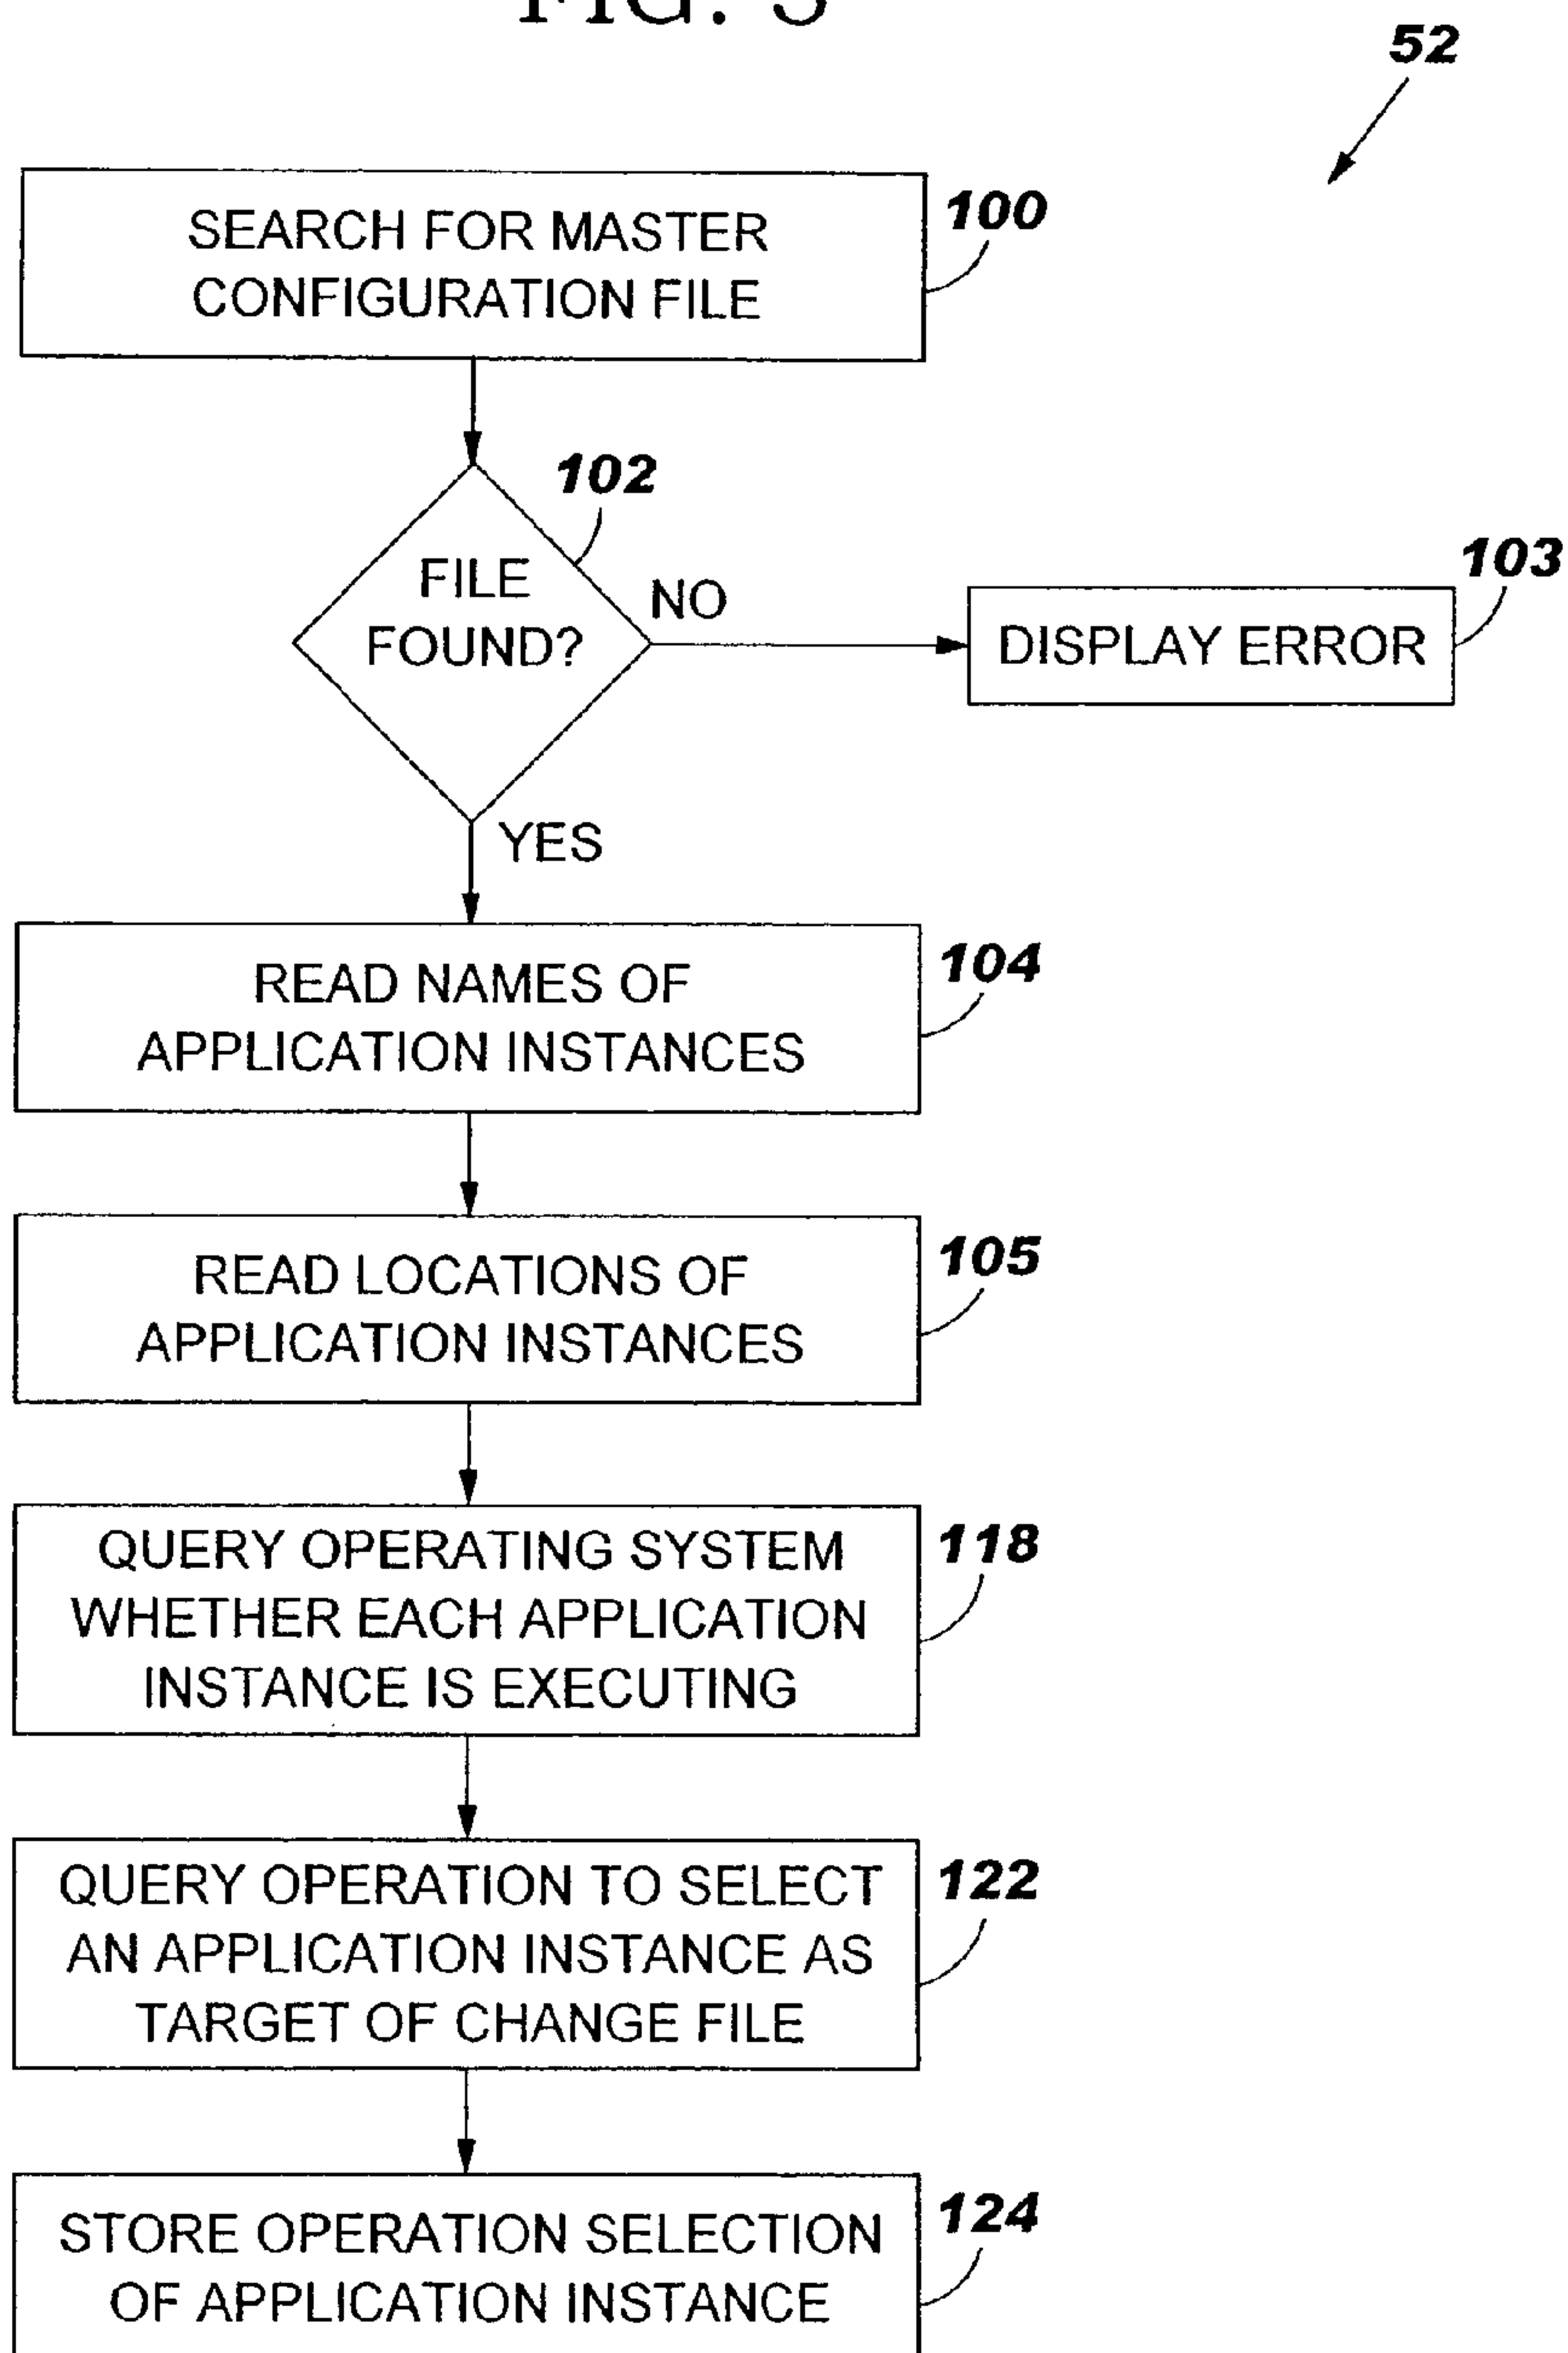 FIG. 3
52
SEARCH FOR MASTER
CONFIGURATION FILE
100
102
FILE
FOUND?
NO
103
DISPLAY ERROR
YES
READ NAMES OF
APPLICATION INSTANCES
104
READ LOCATIONS OF
APPLICATION INSTANCES
105
QUERY OPERATING SYSTEM
WHETHER EACH APPLICATION
INSTANCE IS EXECUTING
118
QUERY OPERATION TO SELECT
AN APPLICATION INSTANCE AS
TARGET OF CHANGE FILE
122
STORE OPERATION SELECTION
OF APPLICATION INSTANCE
124